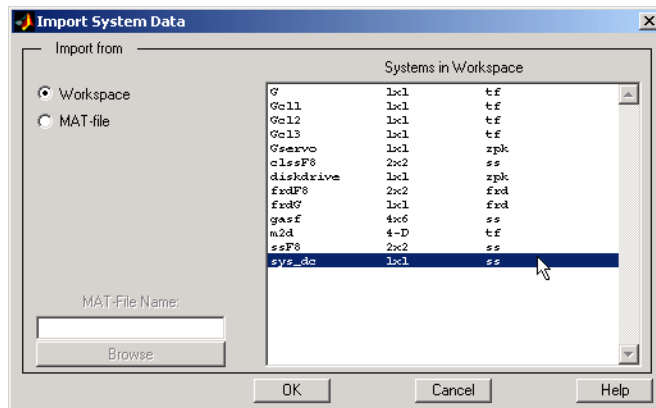 Import System Data
Import from
Systems in Workspace
Workspace
MAT-file
G 1x1 tf
Gcl1 1x1 tf
Gcl2 1x1 tf
Gcl3 1x1 tf
Gservo 1x1 zpk
clssF8 2x2 ss
diskdrive 1x1 zpk
frdF8 2x2 frd
frdG 1x1 frd
gasf 4x6 ss
m2d 4-D tf
ssF8 2x2 ss
sys_dc 1x1 ss
MAT-File Name:
Browse
OK Cancel Help